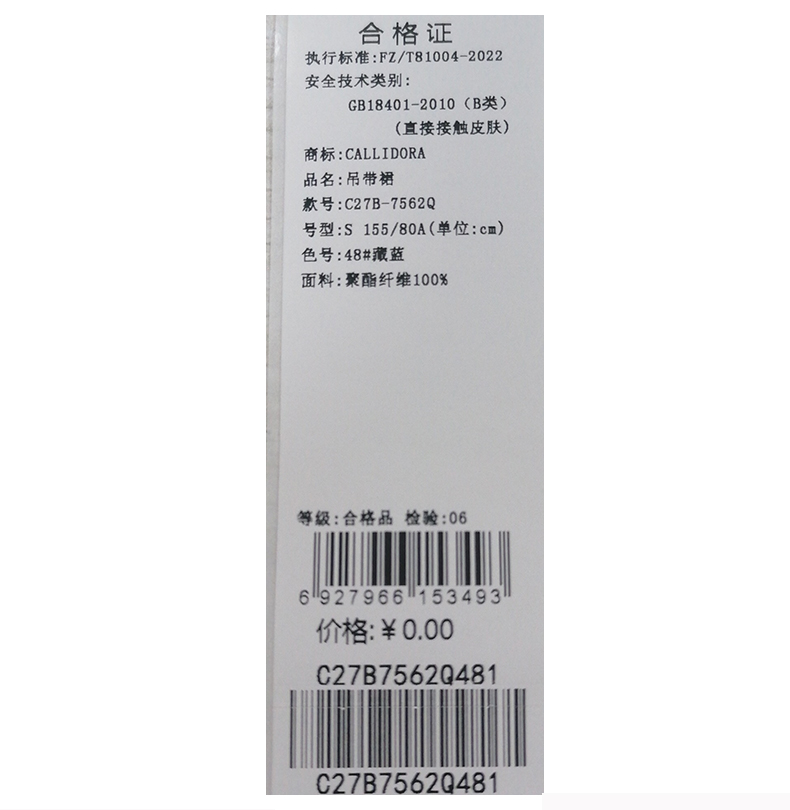 合格证
执行标准:FZ/T81004-2022
安全技术类别:
GB18401-2010（B类）
(直接接触皮肤)
商标:CALLIDORA
品名:吊带裙
款号:C27B-7562Q
号型:S 155/80A(单位:cm)
色号:48#藏蓝
面料:聚酯纤维100%
等级:合格品 检验:06
6 927966 153493
价格:￥0.00
C27B7562Q481
C27B7562Q481